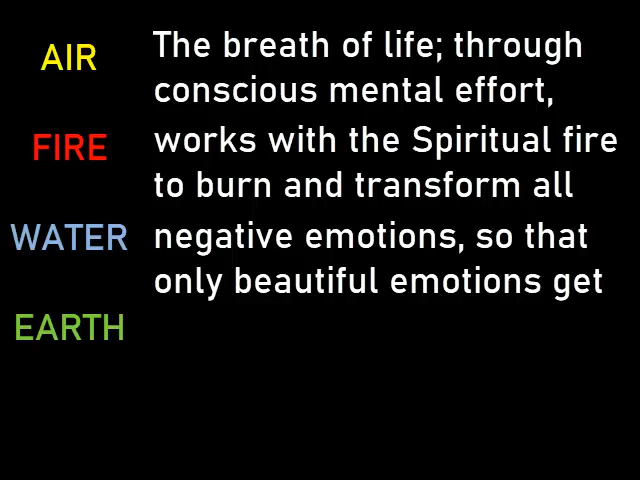 AIR
The breath of life; through
conscious mental effort,
FIRE
works with the Spiritual fire
to burn and transform all
WATER
negative emotions, so that
only beautiful emotions get
EARTH